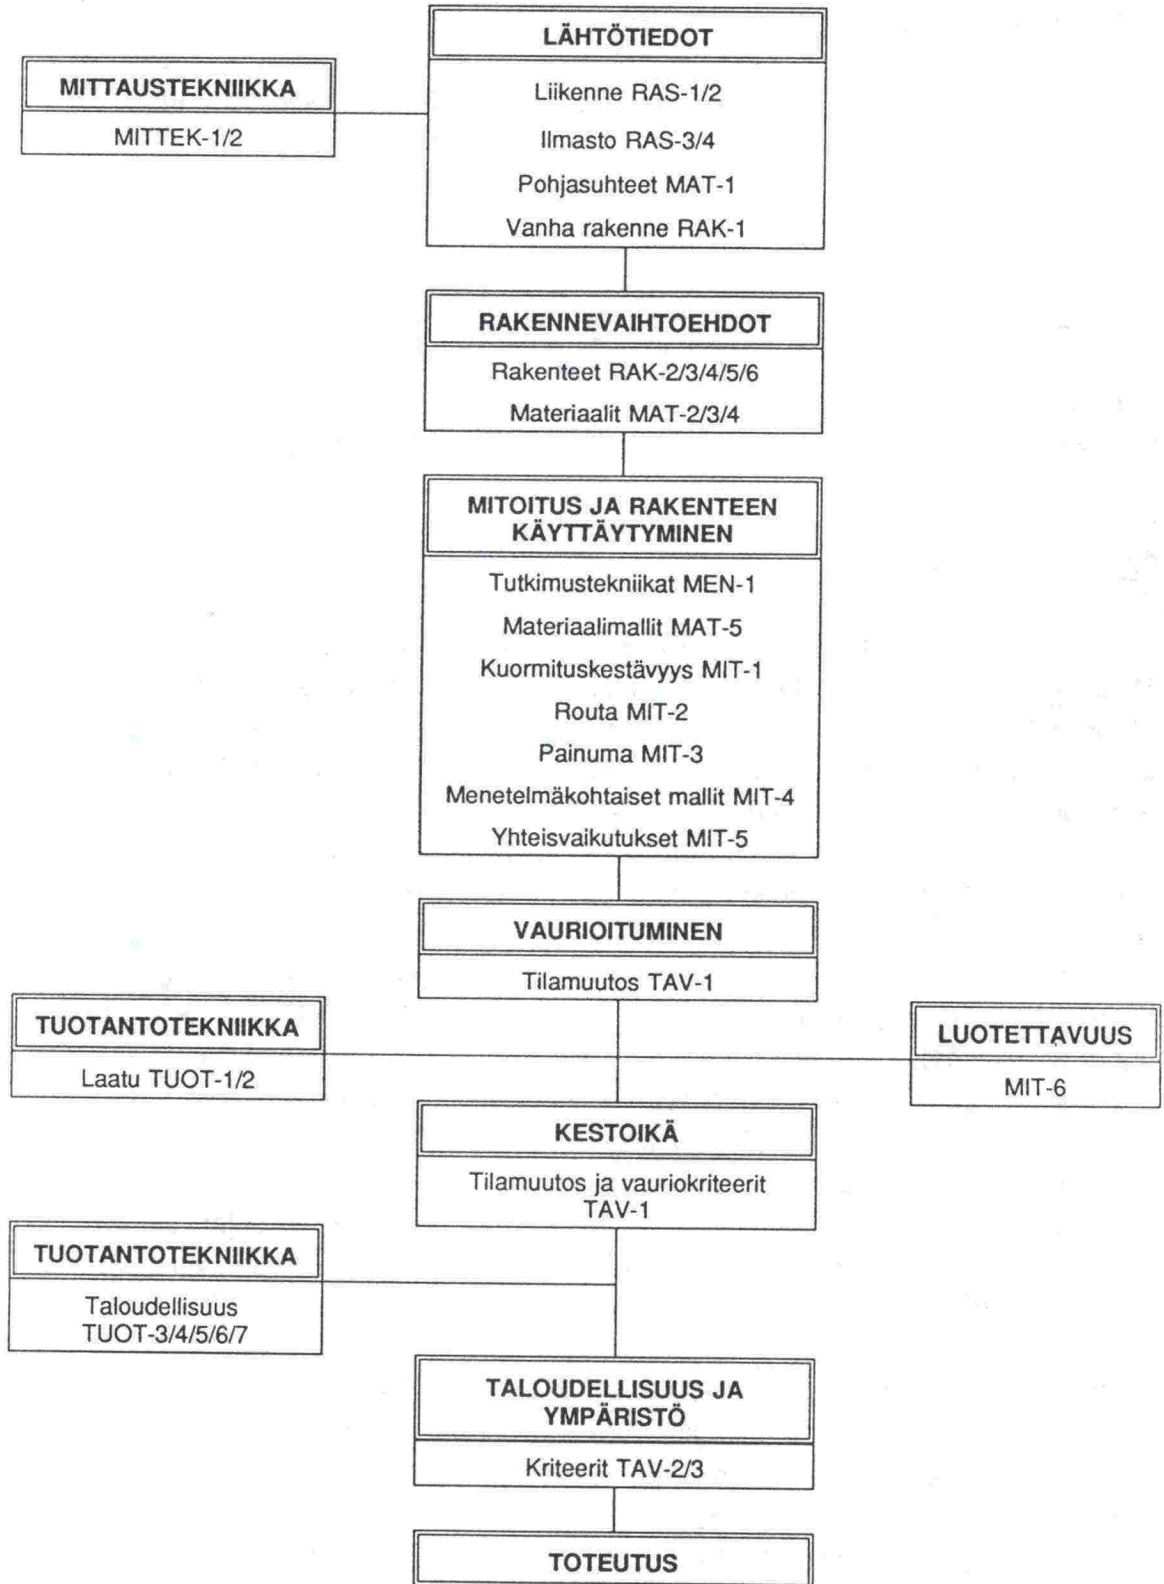 LÄHTÖTIEDOT
Liikenne RAS-1/2
Ilmasto RAS-3/4
Pohjasuhteet MAT-1
Vanha rakenne RAK-1
MITTAUSTEKNIIKKA
MITTEK-1/2
RAKENNEVAIHTOEHDOT
Rakenteet RAK-2/3/4/5/6
Materiaalit MAT-2/3/4
MITOITUS JA RAKENTEEN
KÄYTTÄYTYMINEN
Tutkimustekniikat MEN-1
Materiaalimallit MAT-5
Kuormituskestävyys MIT-1
Routa MIT-2
Painuma MIT-3
Menetelmäkohtaiset mallit MIT-4
Yhteisvaikutukset MIT-5
VAURIOITUMINEN
Tilamuutos TAV-1
TUOTANTOTEKNIIKKA
Laatu TUOT-1/2
LUOTETTAVUUS
MIT-6
KESTOIKÄ
Tilamuutos ja vauriokriteerit
TAV-1
TUOTANTOTEKNIIKKA
Taloudellisuus
TUOT-3/4/5/6/7
TALOUDELLISUUS JA
YMPÄRISTÖ
Kriteerit TAV-2/3
TOTEUTUS